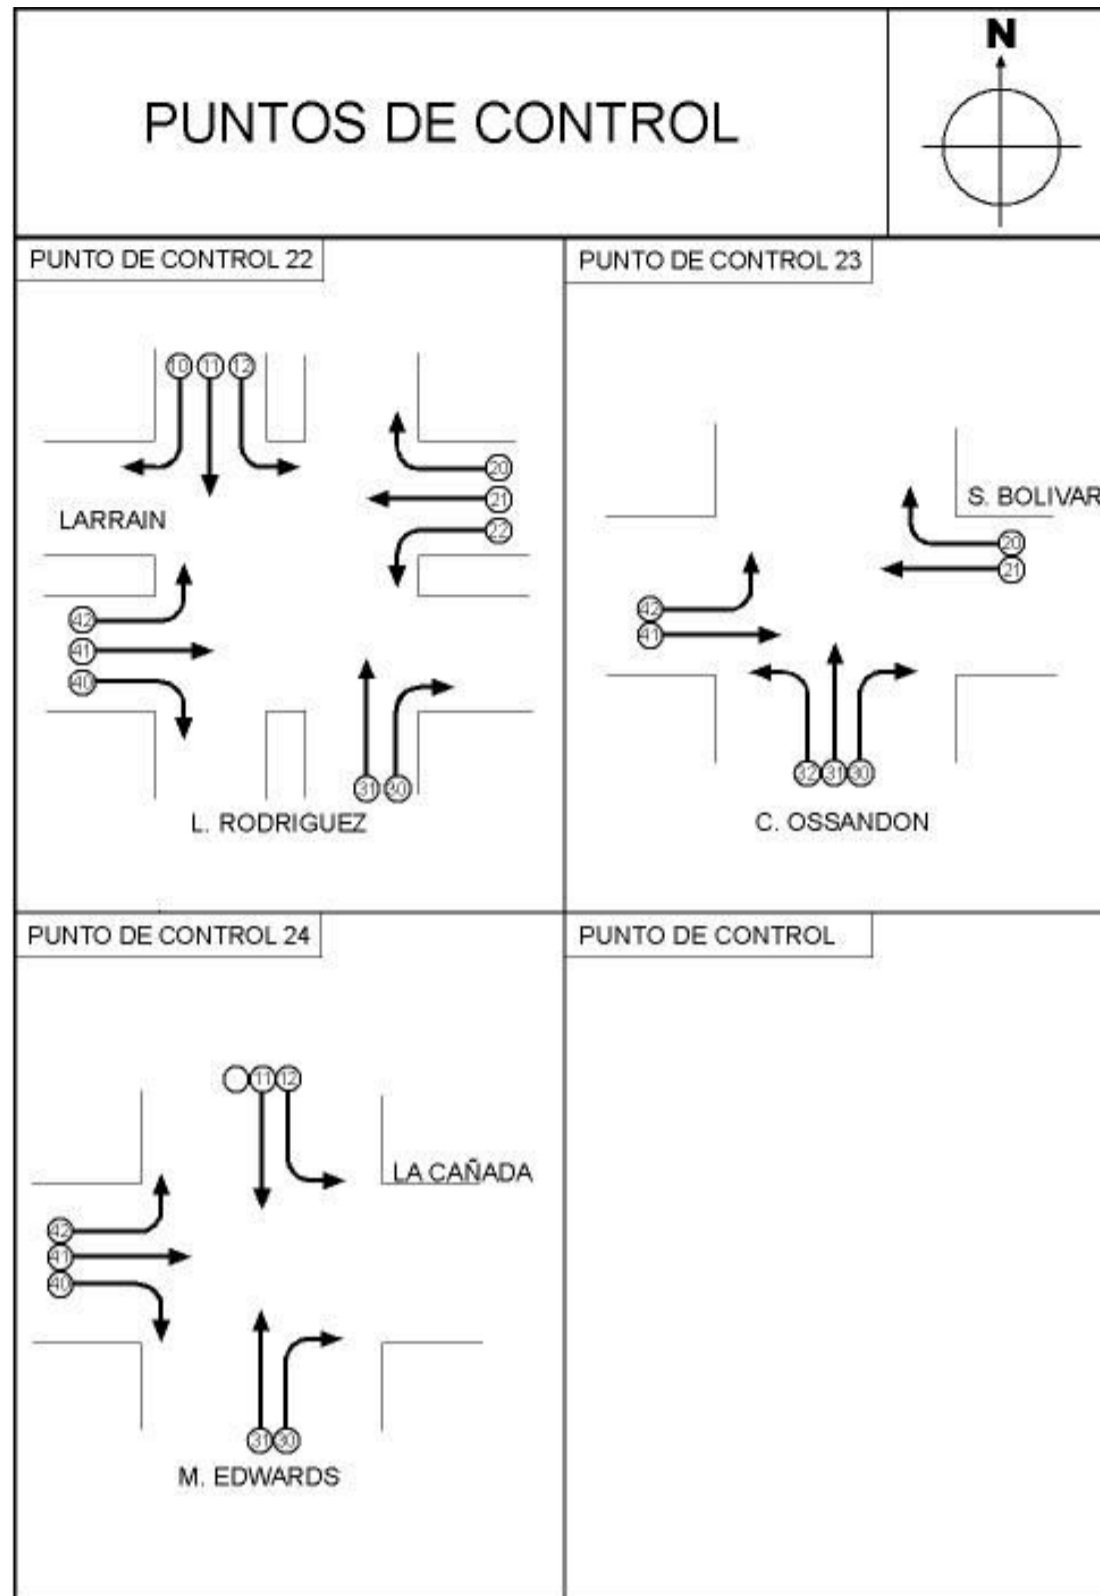 PUNTOS DE CONTROL
N
PUNTO DE CONTROL 22
10 11 12
20
21
22
LARRAIN
42
41
40
31 30
L. RODRIGUEZ
PUNTO DE CONTROL 23
S. BOLIVAR
20
21
42
41
32 31 30
C. OSSANDON
PUNTO DE CONTROL 24
11 12
LA CAÑADA
42
41
40
31 30
M. EDWARDS
PUNTO DE CONTROL